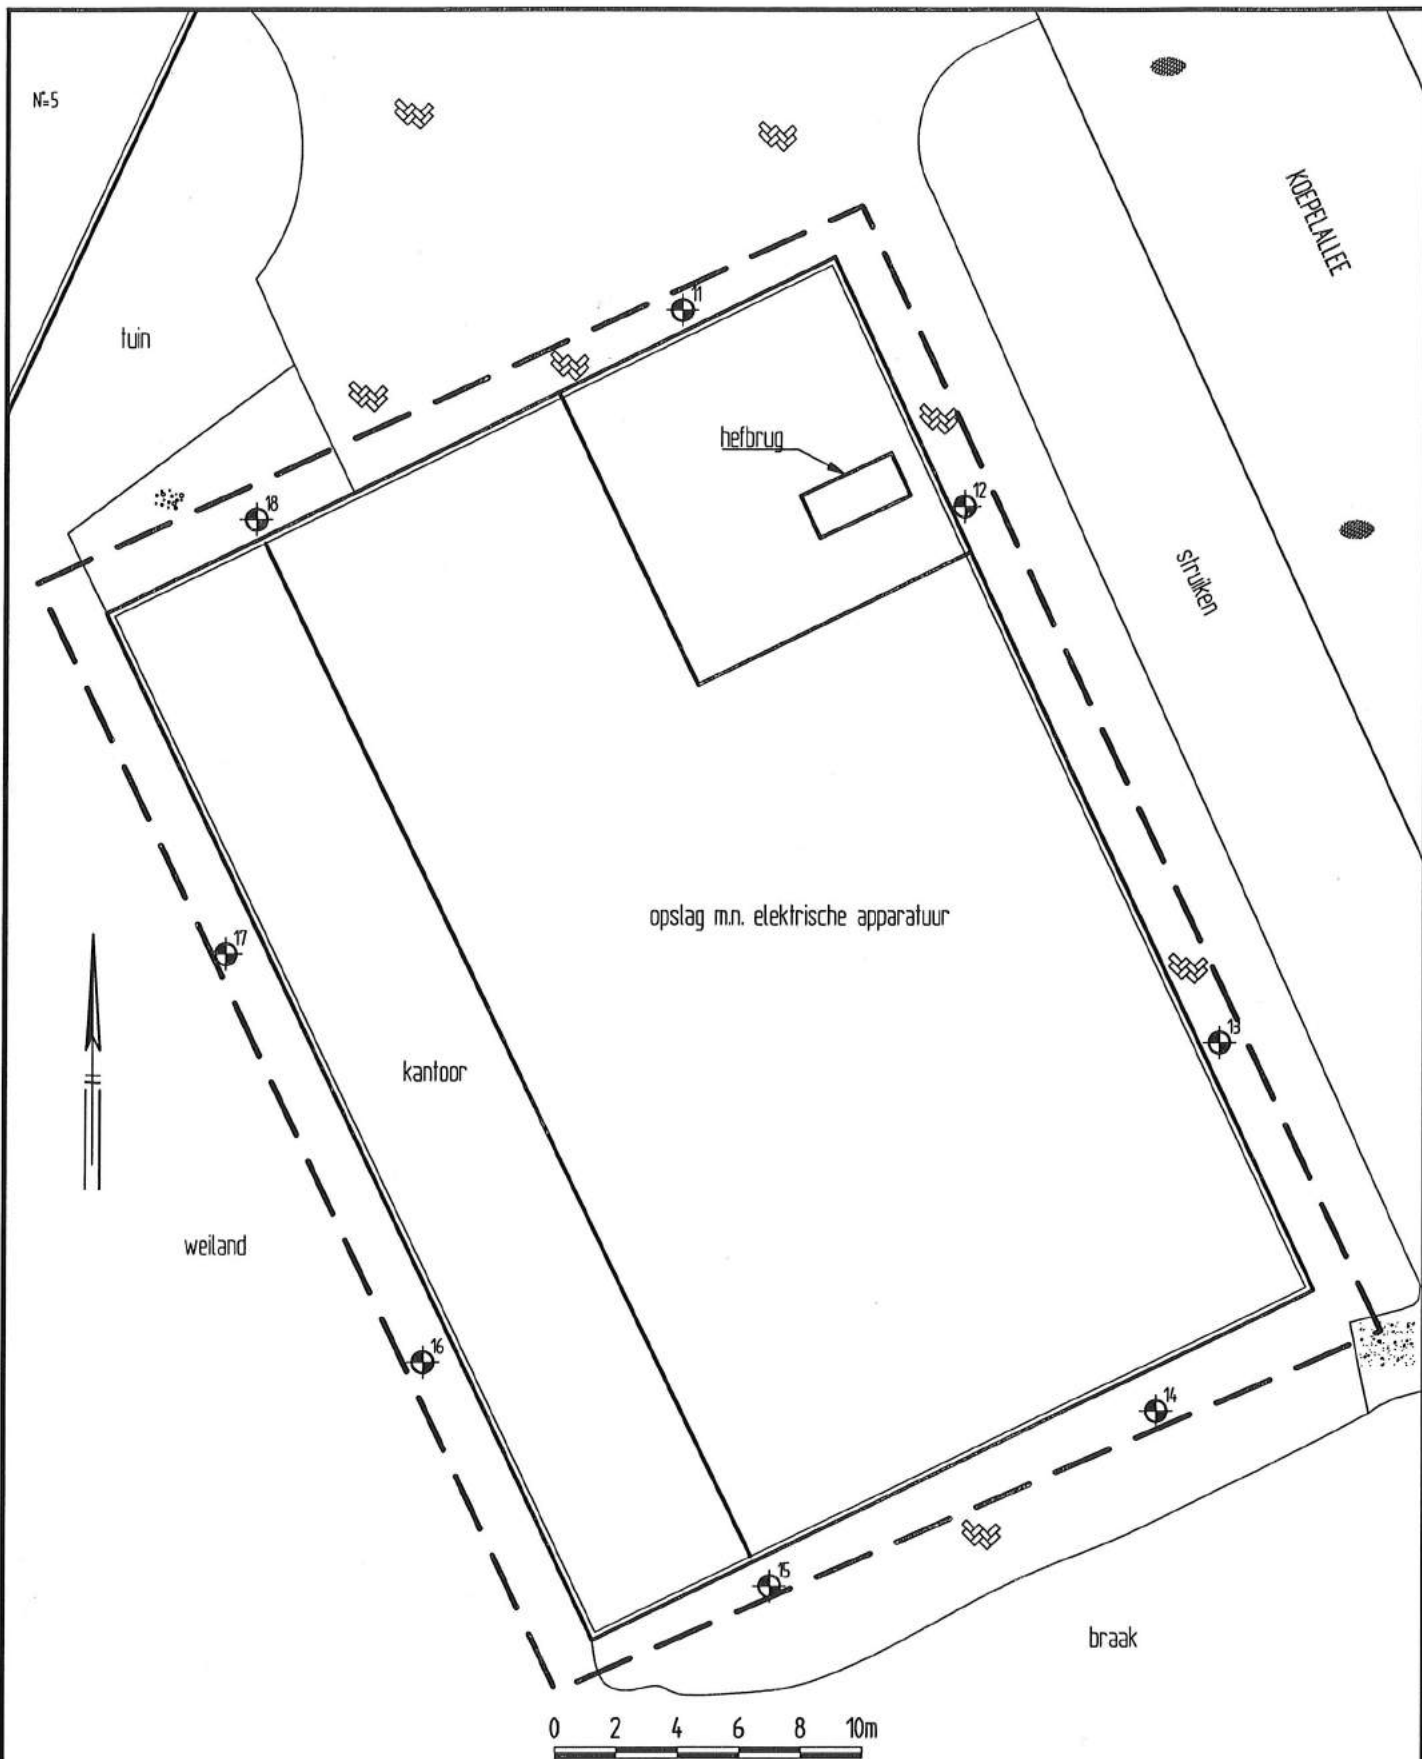 N=5
KOEPELALLEE
11
tuin
hefbrug
12
18
struiken
opslag m.n. elektrische apparatuur
17
13
kantoor
weiland
16
14
15
braak
0 2 4 6 8 10m